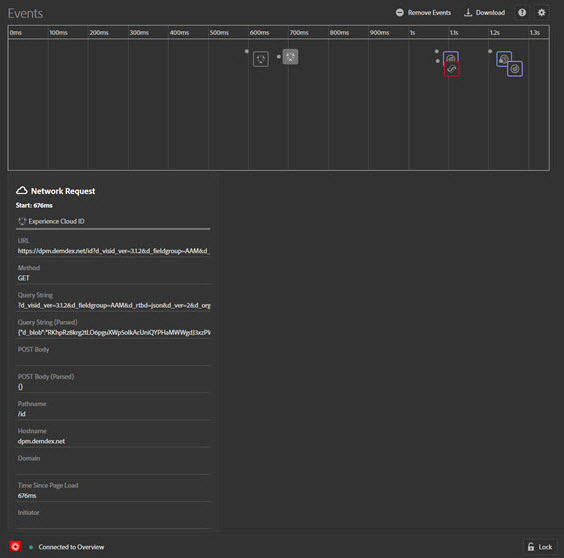 Events
Remove Events
Download
0ms 100ms 200ms 300ms 400ms 500ms 600ms 700ms 800ms 900ms 1s 1.1s 1.2s 1.3s
Network Request
Start: 676ms
Experience Cloud ID
URL
https://dpm.demdex.net/id?d_visid_ver=3.1.2&d_fieldgroup=AAM&d_
Method
GET
Query String
?d_visid_ver=3.1.2&d_fieldgroup=AAM&d_rtbd=json&d_ver=2&d_org
Query String (Parsed)
POST Body
POST Body (Parsed)
{}
Pathname
/id
Hostname
dpm.demdex.net
Domain
Time Since Page Load
676ms
Initiator
Connected to Overview
Lock